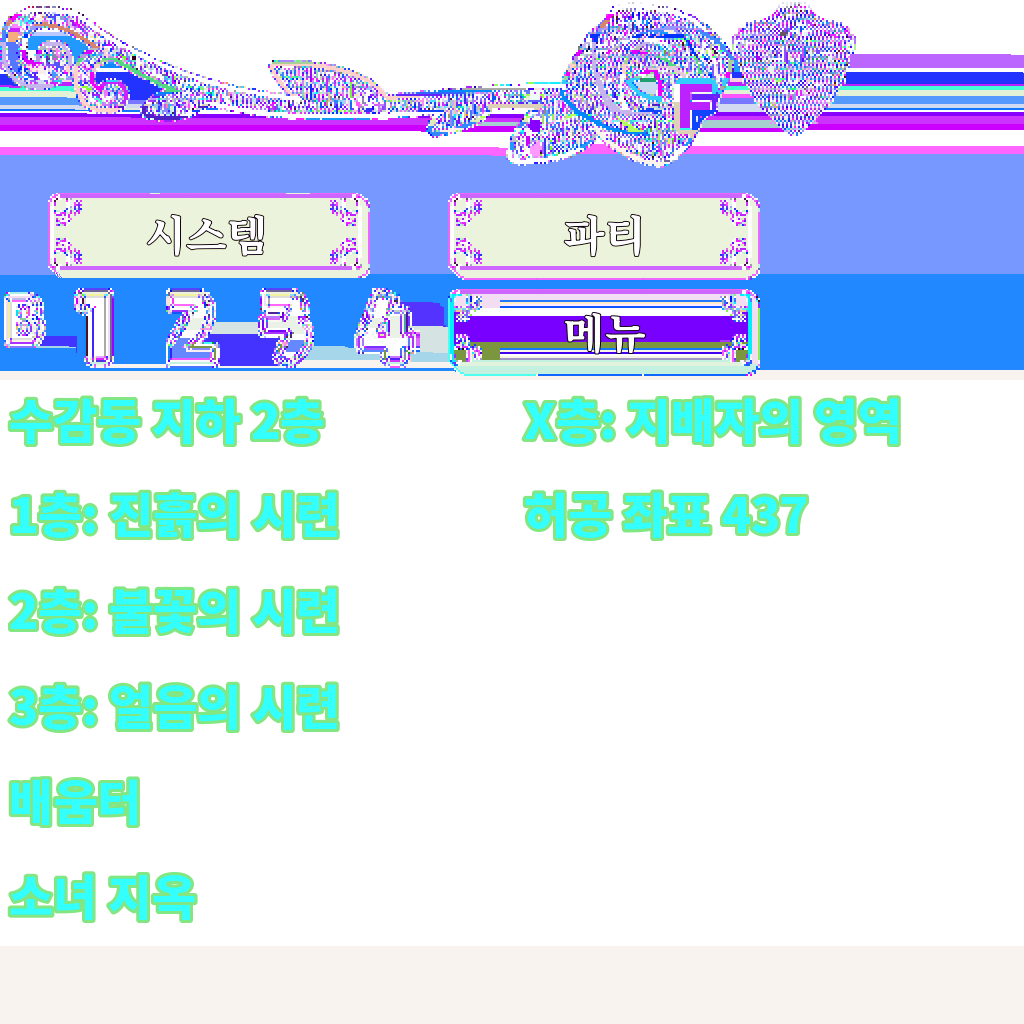 F
시스템
파티
B 1 2 3 4
메뉴
수감동 지하 2층
1층: 진흙의 시련
2층: 불꽃의 시련
3층: 얼음의 시련
배움터
소녀 지옥
X층: 지배자의 영역
허공 좌표 437